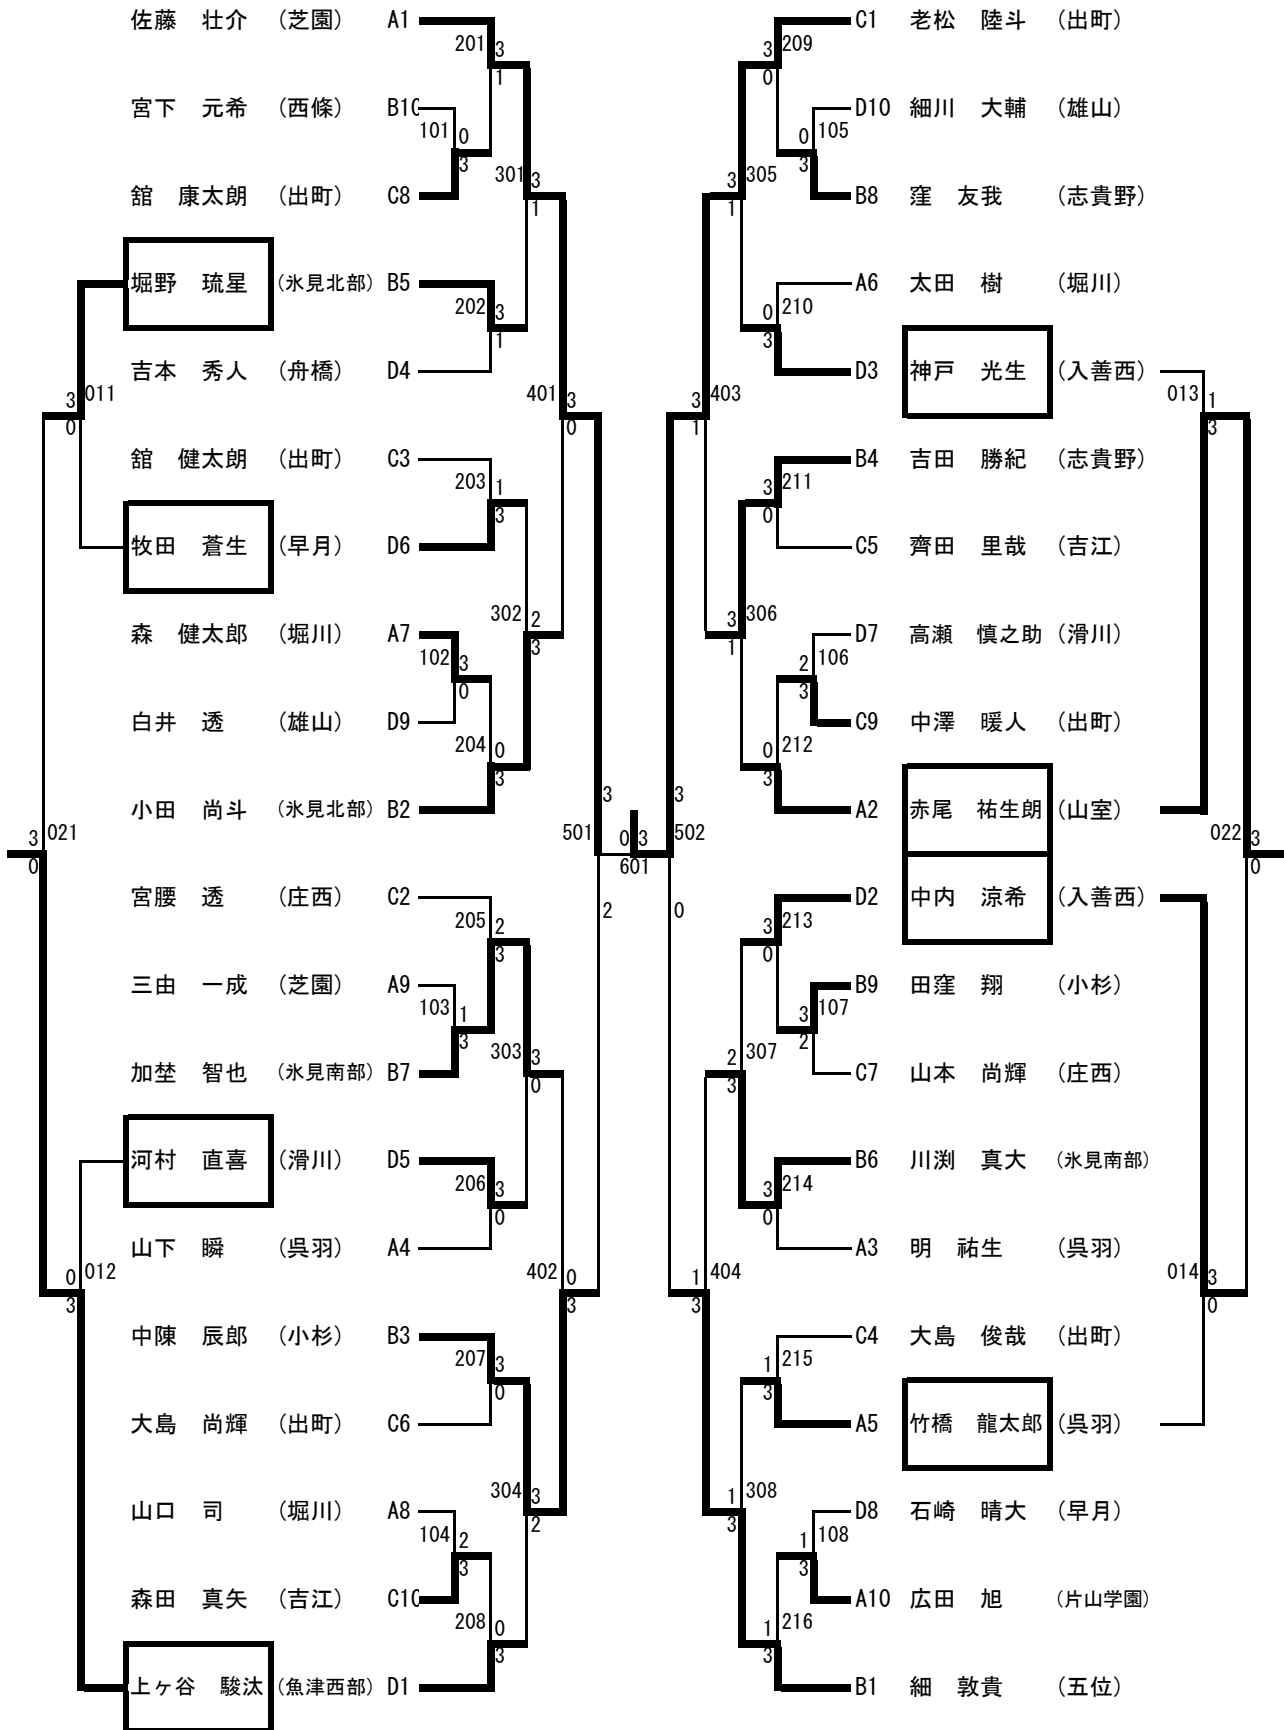 佐藤 壮介 (芝園) A1
C1 老松 陸斗 (出町)
201 3
3 209
1
0
宮下 元希 (西條) B10
D10 細川 大輔 (雄山)
101 0
0 105
3
3
301 3
3 305
舘 康太朗 (出町) C8
B8 窪 友我 (志貴野)
1
1
堀野 琉星 (氷見北部) B5
A6 太田 樹 (堀川)
202 3
0 210
1
3
吉本 秀人 (舟橋) D4
D3 神戸 光生 (入善西)
3 011
401 3
3 403
013 1
0
0
1
3
舘 健太朗 (出町) C3
B4 吉田 勝紀 (志貴野)
203 1
3 211
3
0
牧田 蒼生 (早月) D6
C5 齊田 里哉 (吉江)
302 2
3 306
森 健太郎 (堀川) A7
D7 高瀬 慎之助 (滑川)
3
1
102 3
2 106
0
3
白井 透 (雄山) D9
C9 中澤 暖人 (出町)
204 0
0 212
3
3
小田 尚斗 (氷見北部) B2
3
3
A2 赤尾 祐生朗 (山室)
3 021
501
0 3
502
022 3
0
601
0
宮腰 透 (庄西) C2
2
0
D2 中内 涼希 (入善西)
205 2
3 213
3
0
三由 一成 (芝園) A9
B9 田窪 翔 (小杉)
103 1
3 107
3
2
303 3
2 307
加埜 智也 (氷見南部) B7
C7 山本 尚輝 (庄西)
0
3
河村 直喜 (滑川) D5
B6 川渕 真大 (氷見南部)
206 3
3 214
0
0
山下 瞬 (呉羽) A4
A3 明 祐生 (呉羽)
0 012
402 0
1 404
014 3
3
3
3
0
中陳 辰郎 (小杉) B3
C4 大島 俊哉 (出町)
207 3
1 215
0
3
大島 尚輝 (出町) C6
A5 竹橋 龍太郎 (呉羽)
304 3
1 308
山口 司 (堀川) A8
D8 石崎 晴大 (早月)
2
3
104 2
1 108
3
3
森田 真矢 (吉江) C10
A10 広田 旭 (片山学園)
208 0
1 216
3
3
上ヶ谷 駿汰 (魚津西部) D1
B1 細 敦貴 (五位)